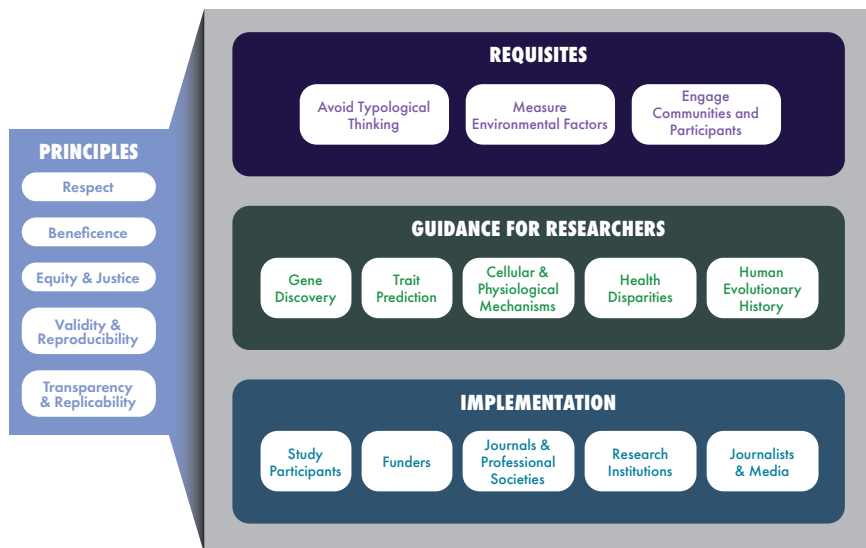 PRINCIPLES
Respect
Beneficence
Equity & Justice
Validity &
Reproducibility
Transparency
& Replicability
REQUISITES
Avoid Typological
Thinking
Measure
Environmental Factors
Engage
Communities and
Participants
GUIDANCE FOR RESEARCHERS
Gene
Discovery
Trait
Prediction
Cellular &
Physiological
Mechanisms
Health
Disparities
Human
Evolutionary
History
IMPLEMENTATION
Study
Participants
Funders
Journals &
Professional
Societies
Research
Institutions
Journalists
& Media